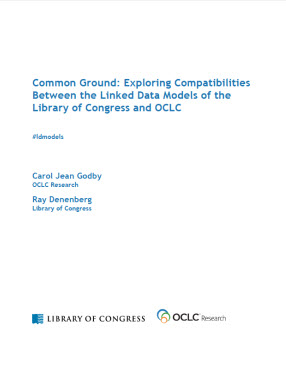 Common Ground: Exploring Compatibilities
Between the Linked Data Models of the
Library of Congress and OCLC
#ldmodels
Carol Jean Godby
OCLC Research
Ray Denenberg
Library of Congress
LIBRARY OF CONGRESS
OCLC Research